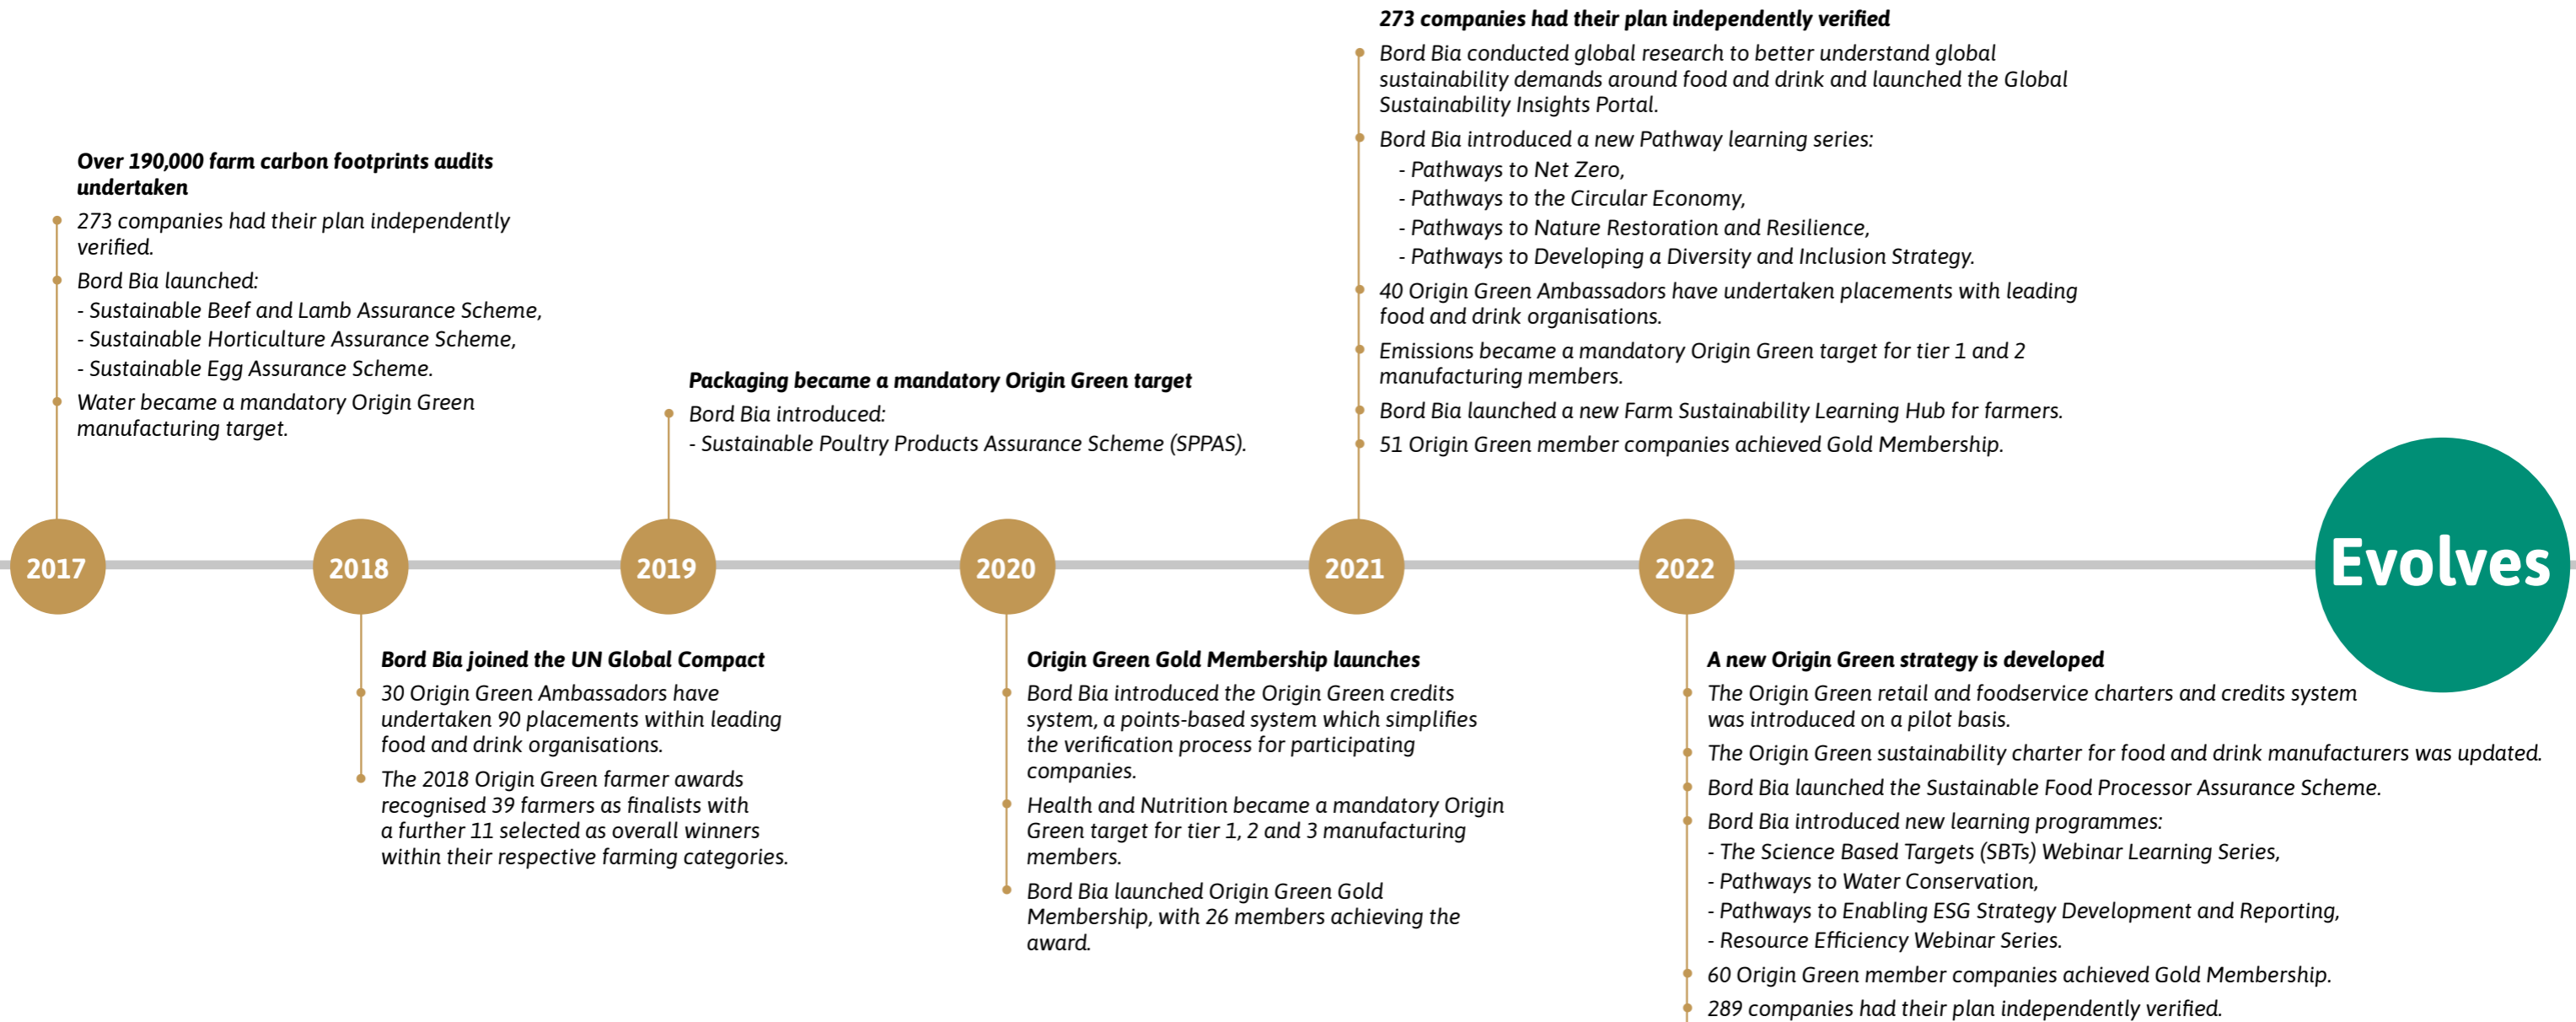 273 companies had their plan independently verified
Bord Bia conducted global research to better understand global
sustainability demands around food and drink and launched the Global
Sustainability Insights Portal.
Bord Bia introduced a new Pathway learning series:
- Pathways to Net Zero,
- Pathways to the Circular Economy,
- Pathways to Nature Restoration and Resilience,
- Pathways to Developing a Diversity and Inclusion Strategy.
40 Origin Green Ambassadors have undertaken placements with leading
food and drink organisations.
Emissions became a mandatory Origin Green target for tier 1 and 2
manufacturing members.
Bord Bia launched a new Farm Sustainability Learning Hub for farmers.
51 Origin Green member companies achieved Gold Membership.
Over 190,000 farm carbon footprints audits
undertaken
273 companies had their plan independently
verified.
Bord Bia launched:
- Sustainable Beef and Lamb Assurance Scheme,
- Sustainable Horticulture Assurance Scheme,
- Sustainable Egg Assurance Scheme.
Water became a mandatory Origin Green
manufacturing target.
Packaging became a mandatory Origin Green target
Bord Bia introduced:
- Sustainable Poultry Products Assurance Scheme (SPPAS).
2017
2018
2019
2020
2021
2022
Evolves
Bord Bia joined the UN Global Compact
30 Origin Green Ambassadors have
undertaken 90 placements within leading
food and drink organisations.
The 2018 Origin Green farmer awards
recognised 39 farmers as finalists with
a further 11 selected as overall winners
within their respective farming categories.
Origin Green Gold Membership launches
Bord Bia introduced the Origin Green credits
system, a points-based system which simplifies
the verification process for participating
companies.
Health and Nutrition became a mandatory Origin
Green target for tier 1, 2 and 3 manufacturing
members.
Bord Bia launched Origin Green Gold
Membership, with 26 members achieving the
award.
A new Origin Green strategy is developed
The Origin Green retail and foodservice charters and credits system
was introduced on a pilot basis.
The Origin Green sustainability charter for food and drink manufacturers was updated.
Bord Bia launched the Sustainable Food Processor Assurance Scheme.
Bord Bia introduced new learning programmes:
- The Science Based Targets (SBTs) Webinar Learning Series,
- Pathways to Water Conservation,
- Pathways to Enabling ESG Strategy Development and Reporting,
- Resource Efficiency Webinar Series.
60 Origin Green member companies achieved Gold Membership.
289 companies had their plan independently verified.